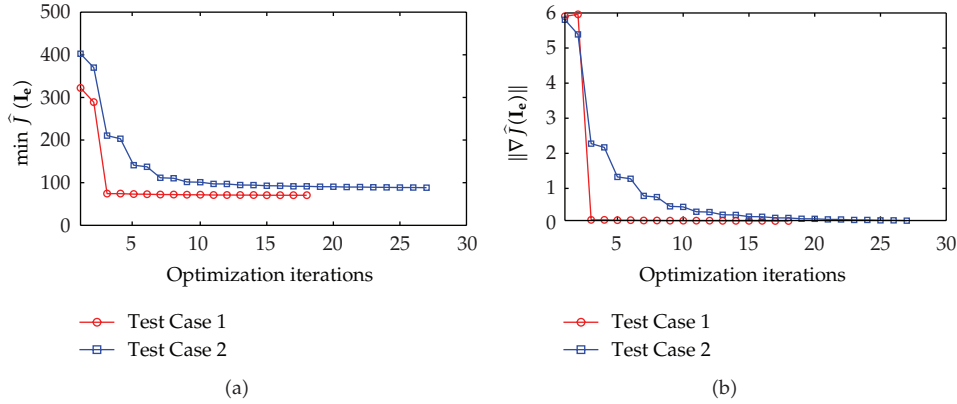 500
400
300
200
100
0
min Ĵ (Iₑ)
5 10 15 20 25 30
Optimization iterations
Test Case 1
Test Case 2
(a)
6
5
4
3
2
1
0
‖∇Ĵ(Iₑ)‖
5 10 15 20 25 30
Optimization iterations
Test Case 1
Test Case 2
(b)